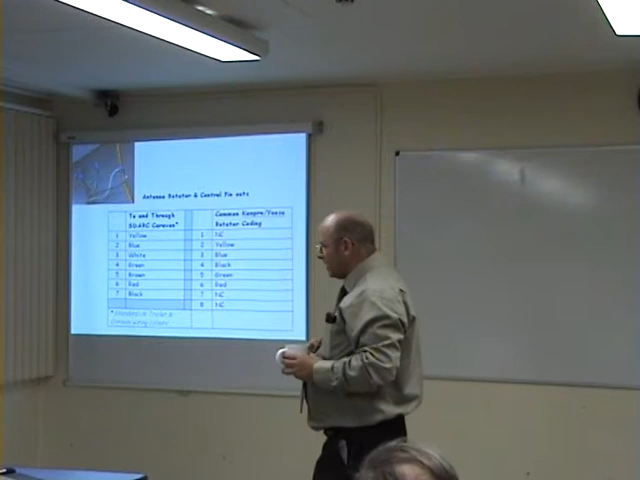 Antenna Rotator & Control Pin outs
To and Through
SDARC Caravan*
1 Yellow
2 Blue
3 White
4 Green
5 Brown
6 Red
7 Black
Common Kenpro/Yaesu
Rotator Coding
1 NC
2 Yellow
3 Blue
4 Black
5 Green
6 Red
7 NC
8 NC